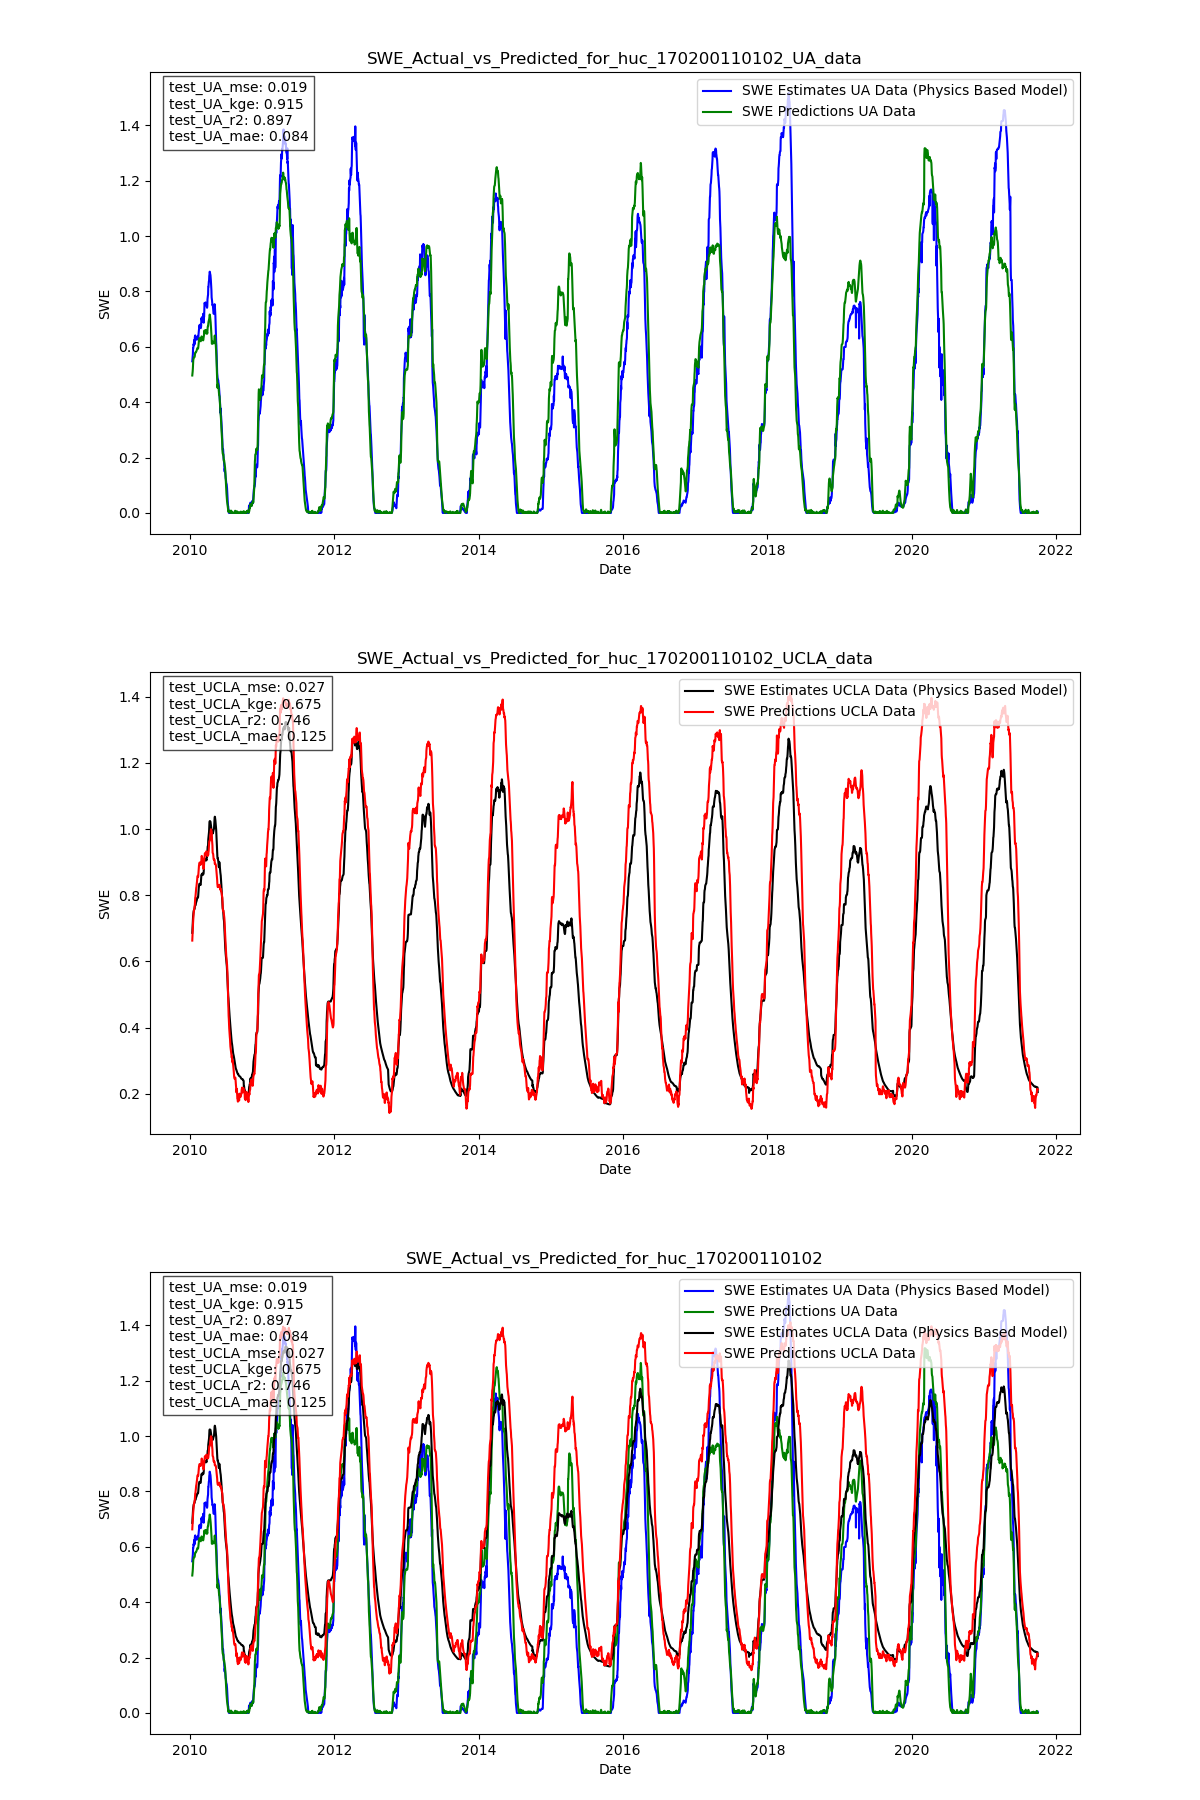 SWE_Actual_vs_Predicted_for_huc_170200110102_UA_data
test_UA_mse: 0.019
test_UA_kge: 0.915
test_UA_r2: 0.897
test_UA_mae: 0.084
SWE Estimates UA Data (Physics Based Model)
SWE Predictions UA Data
1.4
1.2
1.0
0.8
0.6
0.4
0.2
0.0
SWE
2010 2012 2014 2016 2018 2020 2022
Date
SWE_Actual_vs_Predicted_for_huc_170200110102_UCLA_data
test_UCLA_mse: 0.027
test_UCLA_kge: 0.675
test_UCLA_r2: 0.746
test_UCLA_mae: 0.125
SWE Estimates UCLA Data (Physics Based Model)
SWE Predictions UCLA Data
1.4
1.2
1.0
0.8
0.6
0.4
0.2
SWE
2010 2012 2014 2016 2018 2020 2022
Date
SWE_Actual_vs_Predicted_for_huc_170200110102
test_UA_mse: 0.019
test_UA_kge: 0.915
test_UA_r2: 0.897
test_UA_mae: 0.084
test_UCLA_mse: 0.027
test_UCLA_kge: 0.675
test_UCLA_r2: 0.746
test_UCLA_mae: 0.125
SWE Estimates UA Data (Physics Based Model)
SWE Predictions UA Data
SWE Estimates UCLA Data (Physics Based Model)
SWE Predictions UCLA Data
1.4
1.2
1.0
0.8
0.6
0.4
0.2
0.0
SWE
2010 2012 2014 2016 2018 2020 2022
Date